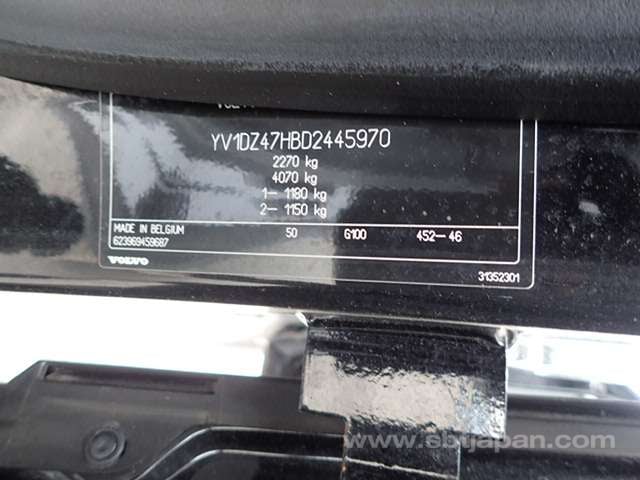 YV1DZ47HBD2445970
2270 kg
4070 kg
1- 1180 kg
2- 1150 kg
MADE IN BELGIUM 50 G100 452-46
623969459687
VOLVO 31352301
www.sbtjapan.com